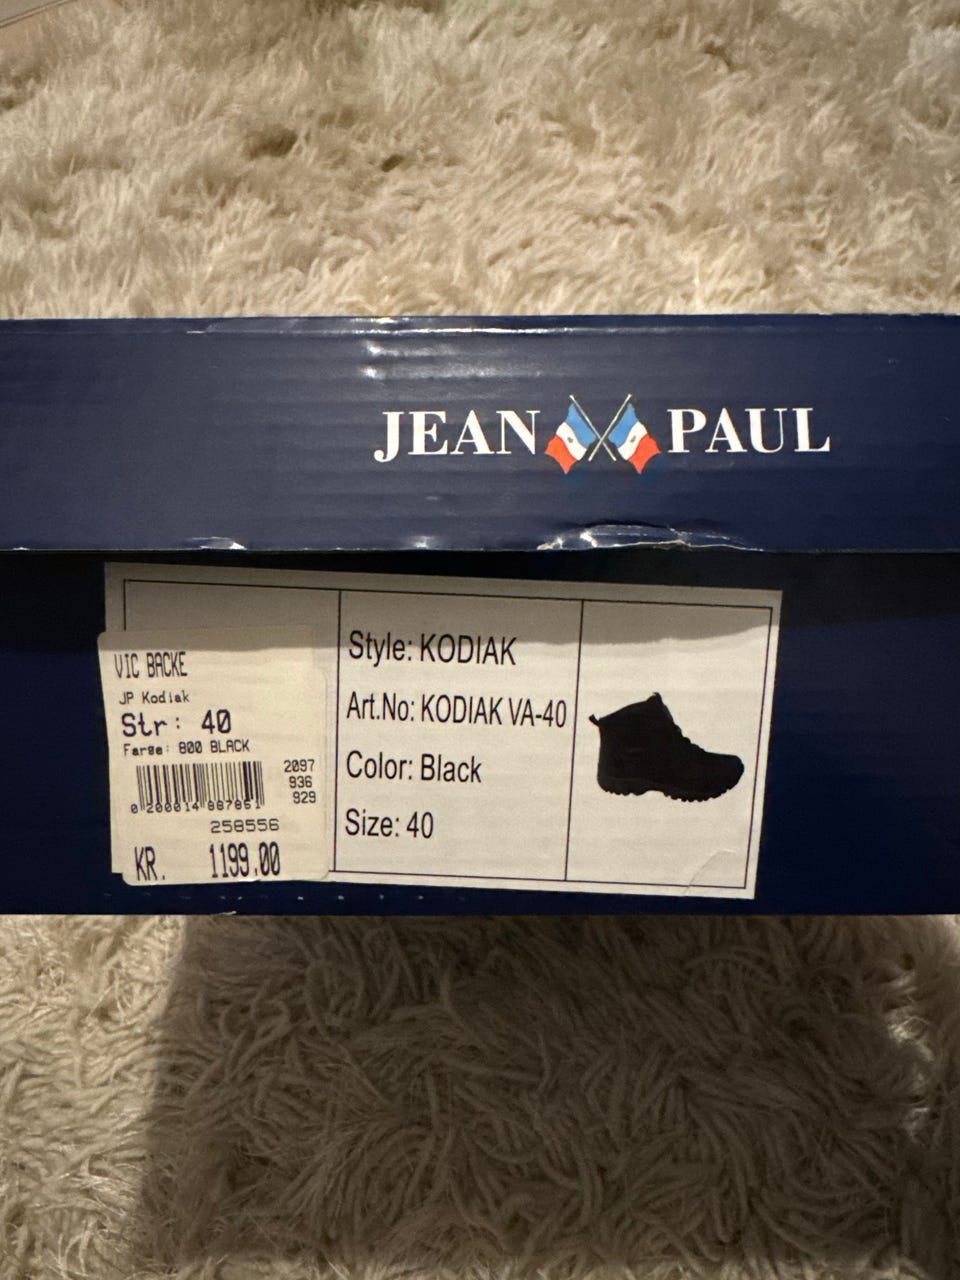 JEAN PAUL
VIC BACKE
JP Kodiak
Str: 40
Farge: 800 BLACK
2097
936
929
258556
KR. 1199.00
Style: KODIAK
Art.No: KODIAK VA-40
Color: Black
Size: 40